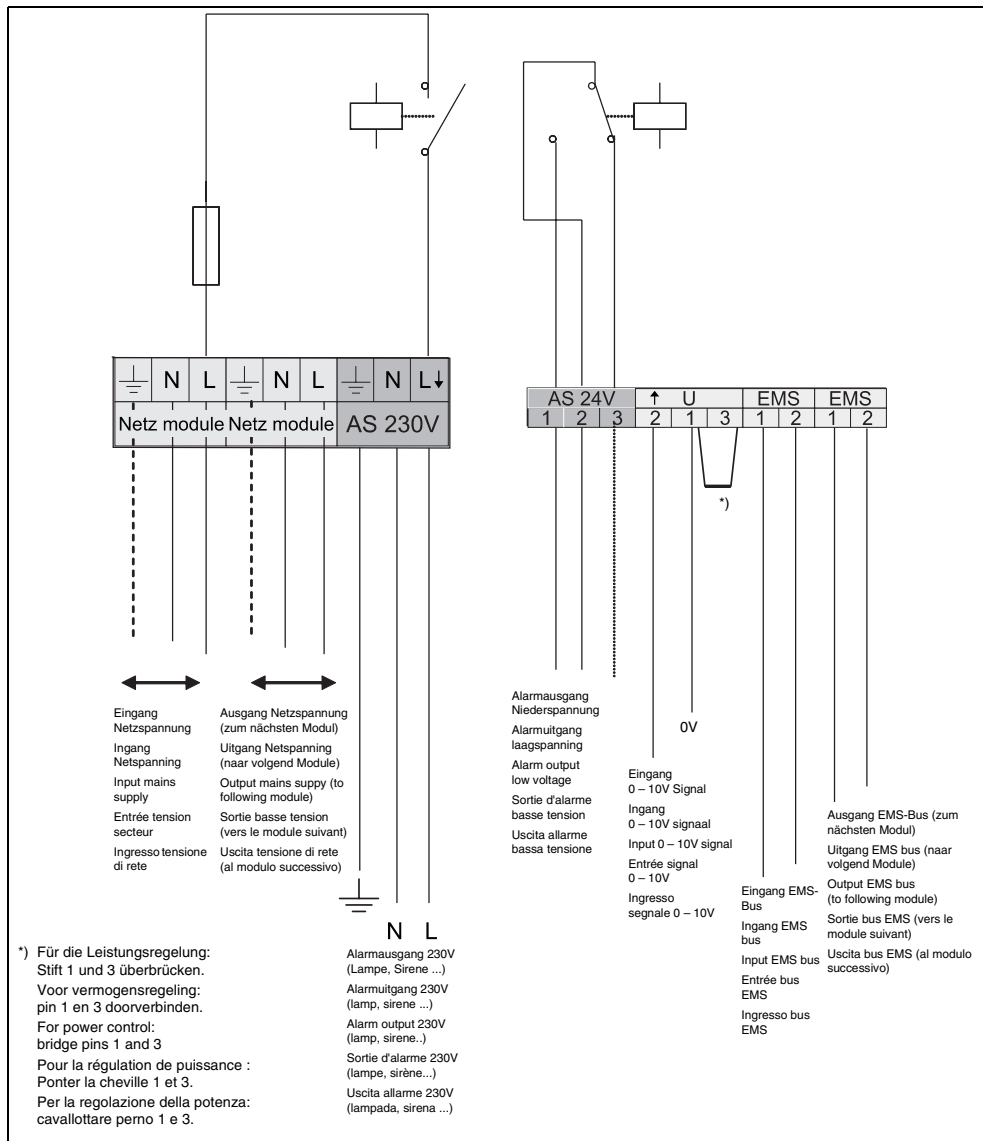 N L N L N L↓
Netz module Netz module AS 230V
AS 24V ↑ U EMS EMS
1 2 3 2 1 3 1 2 1 2
*)
Eingang
Netzspannung
Ingang
Netspanning
Input mains
supply
Entrée tension
secteur
Ingresso tensione
di rete
Ausgang Netzspannung
(zum nächsten Modul)
Uitgang Netspanning
(naar volgend Module)
Output mains suppy (to
following module)
Sortie basse tension
(vers le module suivant)
Uscita tensione di rete
(al modulo successivo)
N L
Alarmausgang 230V
(Lampe, Sirene ...)
Alarmuitgang 230V
(lamp, sirene ...)
Alarm output 230V
(lamp, sirene..)
Sortie d'alarme 230V
(lampe, sirène...)
Uscita allarme 230V
(lampada, sirena ...)
Alarmausgang
Niederspannung
Alarmuitgang
laagspanning
Alarm output
low voltage
Sortie d'alarme
basse tension
Uscita allarme
bassa tensione
0V
Eingang
0 – 10V Signal
Ingang
0 – 10V signaal
Input 0 – 10V signal
Entrée signal
0 – 10V
Ingresso
segnale 0 – 10V
Eingang EMS-
Bus
Ingang EMS
bus
Input EMS bus
Entrée bus
EMS
Ingresso bus
EMS
Ausgang EMS-Bus (zum
nächsten Modul)
Uitgang EMS bus (naar
volgend Module)
Output EMS bus
(to following module)
Sortie bus EMS (vers le
module suivant)
Uscita bus EMS (al modulo
successivo)
*) Für die Leistungsregelung:
Stift 1 und 3 überbrücken.
Voor vermogensregeling:
pin 1 en 3 doorverbinden.
For power control:
bridge pins 1 and 3
Pour la régulation de puissance :
Ponter la cheville 1 et 3.
Per la regolazione della potenza:
cavallottare perno 1 e 3.